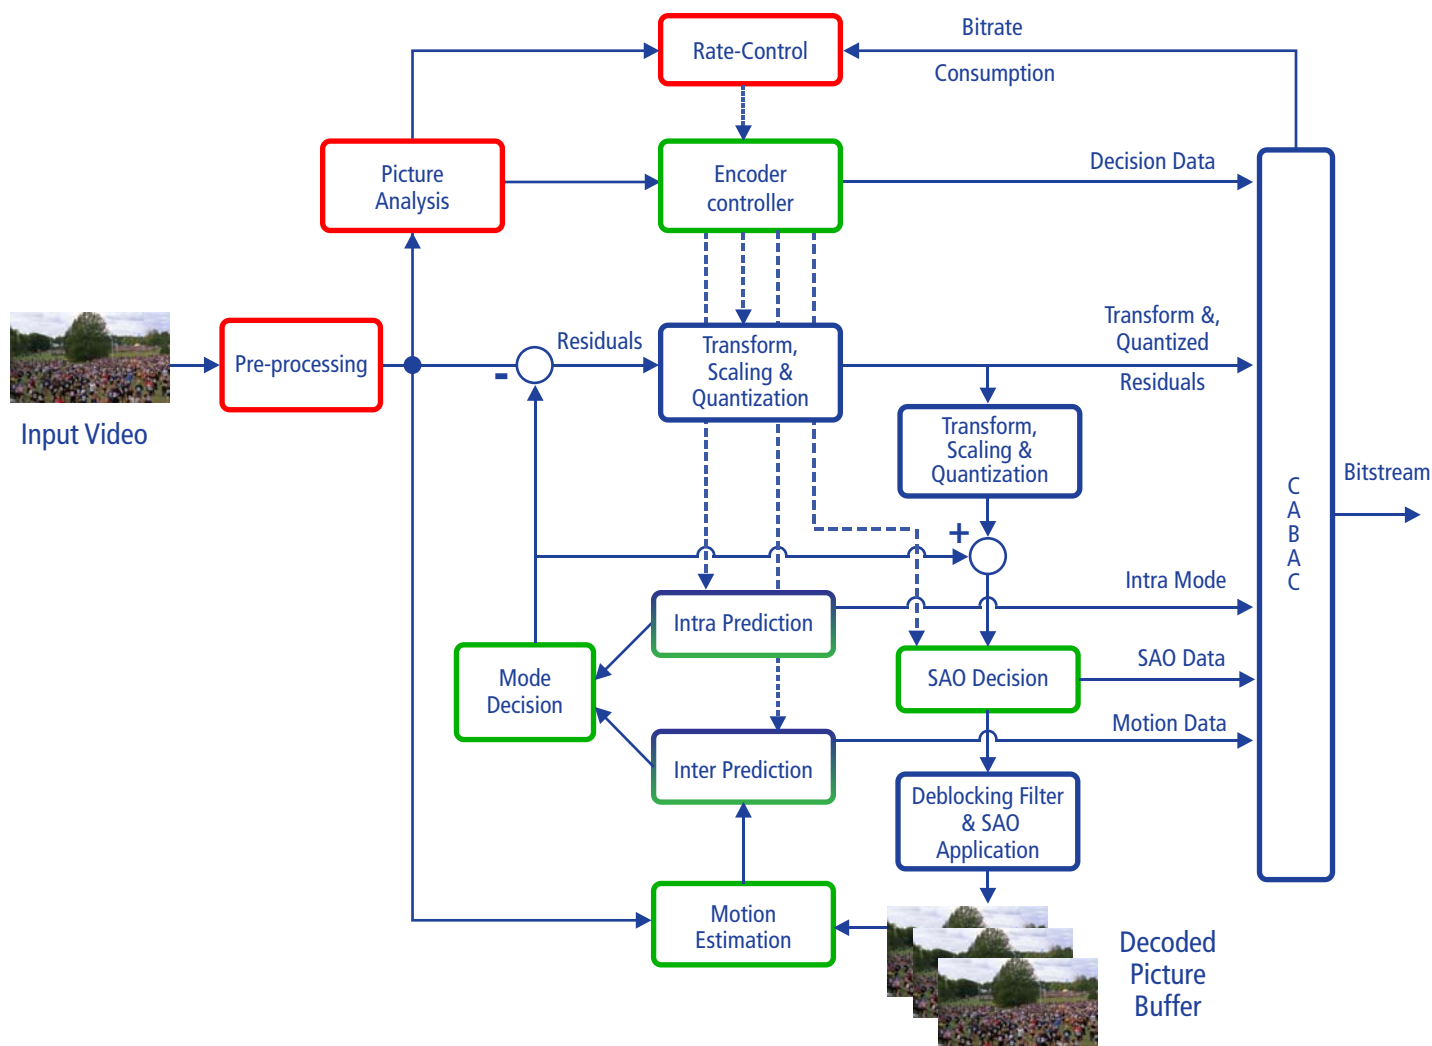 Rate-Control
Bitrate
Consumption
Picture
Analysis
Encoder
controller
Decision Data
Input Video
Pre-processing
-
Residuals
Transform,
Scaling &
Quantization
Transform &,
Quantized
Residuals
Transform,
Scaling &
Quantization
+
C
A
B
A
C
Bitstream
Intra Prediction
Intra Mode
Mode
Decision
SAO Decision
SAO Data
Inter Prediction
Motion Data
Deblocking Filter
& SAO
Application
Motion
Estimation
Decoded
Picture
Buffer